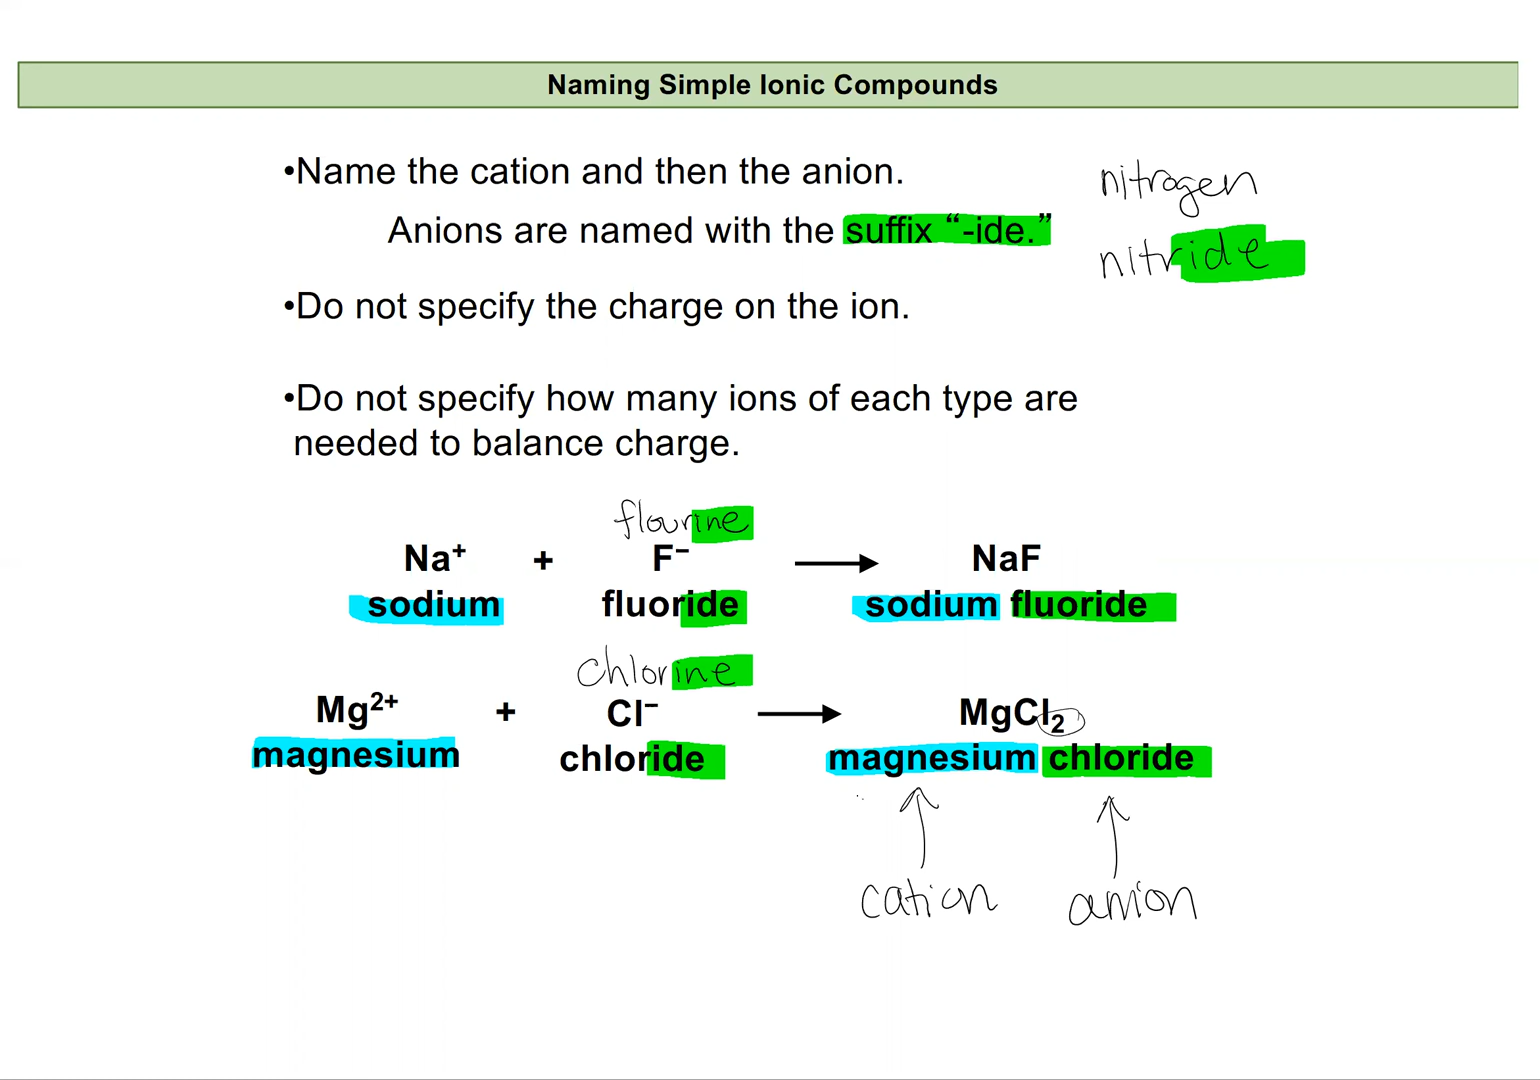 Naming Simple Ionic Compounds
•Name the cation and then the anion.
nitrogen
Anions are named with the suffix “-ide.”
nitride
•Do not specify the charge on the ion.
•Do not specify how many ions of each type are
needed to balance charge.
flourine
Na⁺ + F⁻ → NaF
sodium fluoride sodium fluoride
chlorine
Mg²⁺ + Cl⁻ → MgCl₂
magnesium chloride magnesium chloride
cation anion